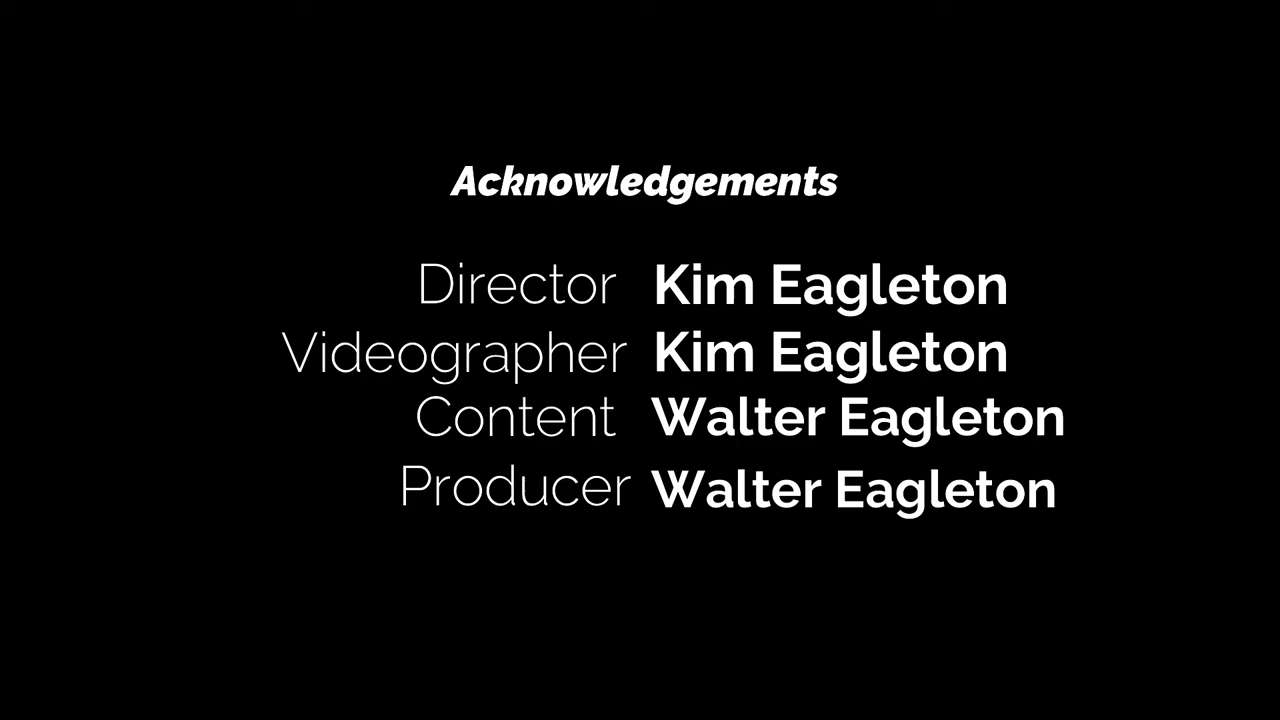 Acknowledgements
Director Kim Eagleton
Videographer Kim Eagleton
Content Walter Eagleton
Producer Walter Eagleton